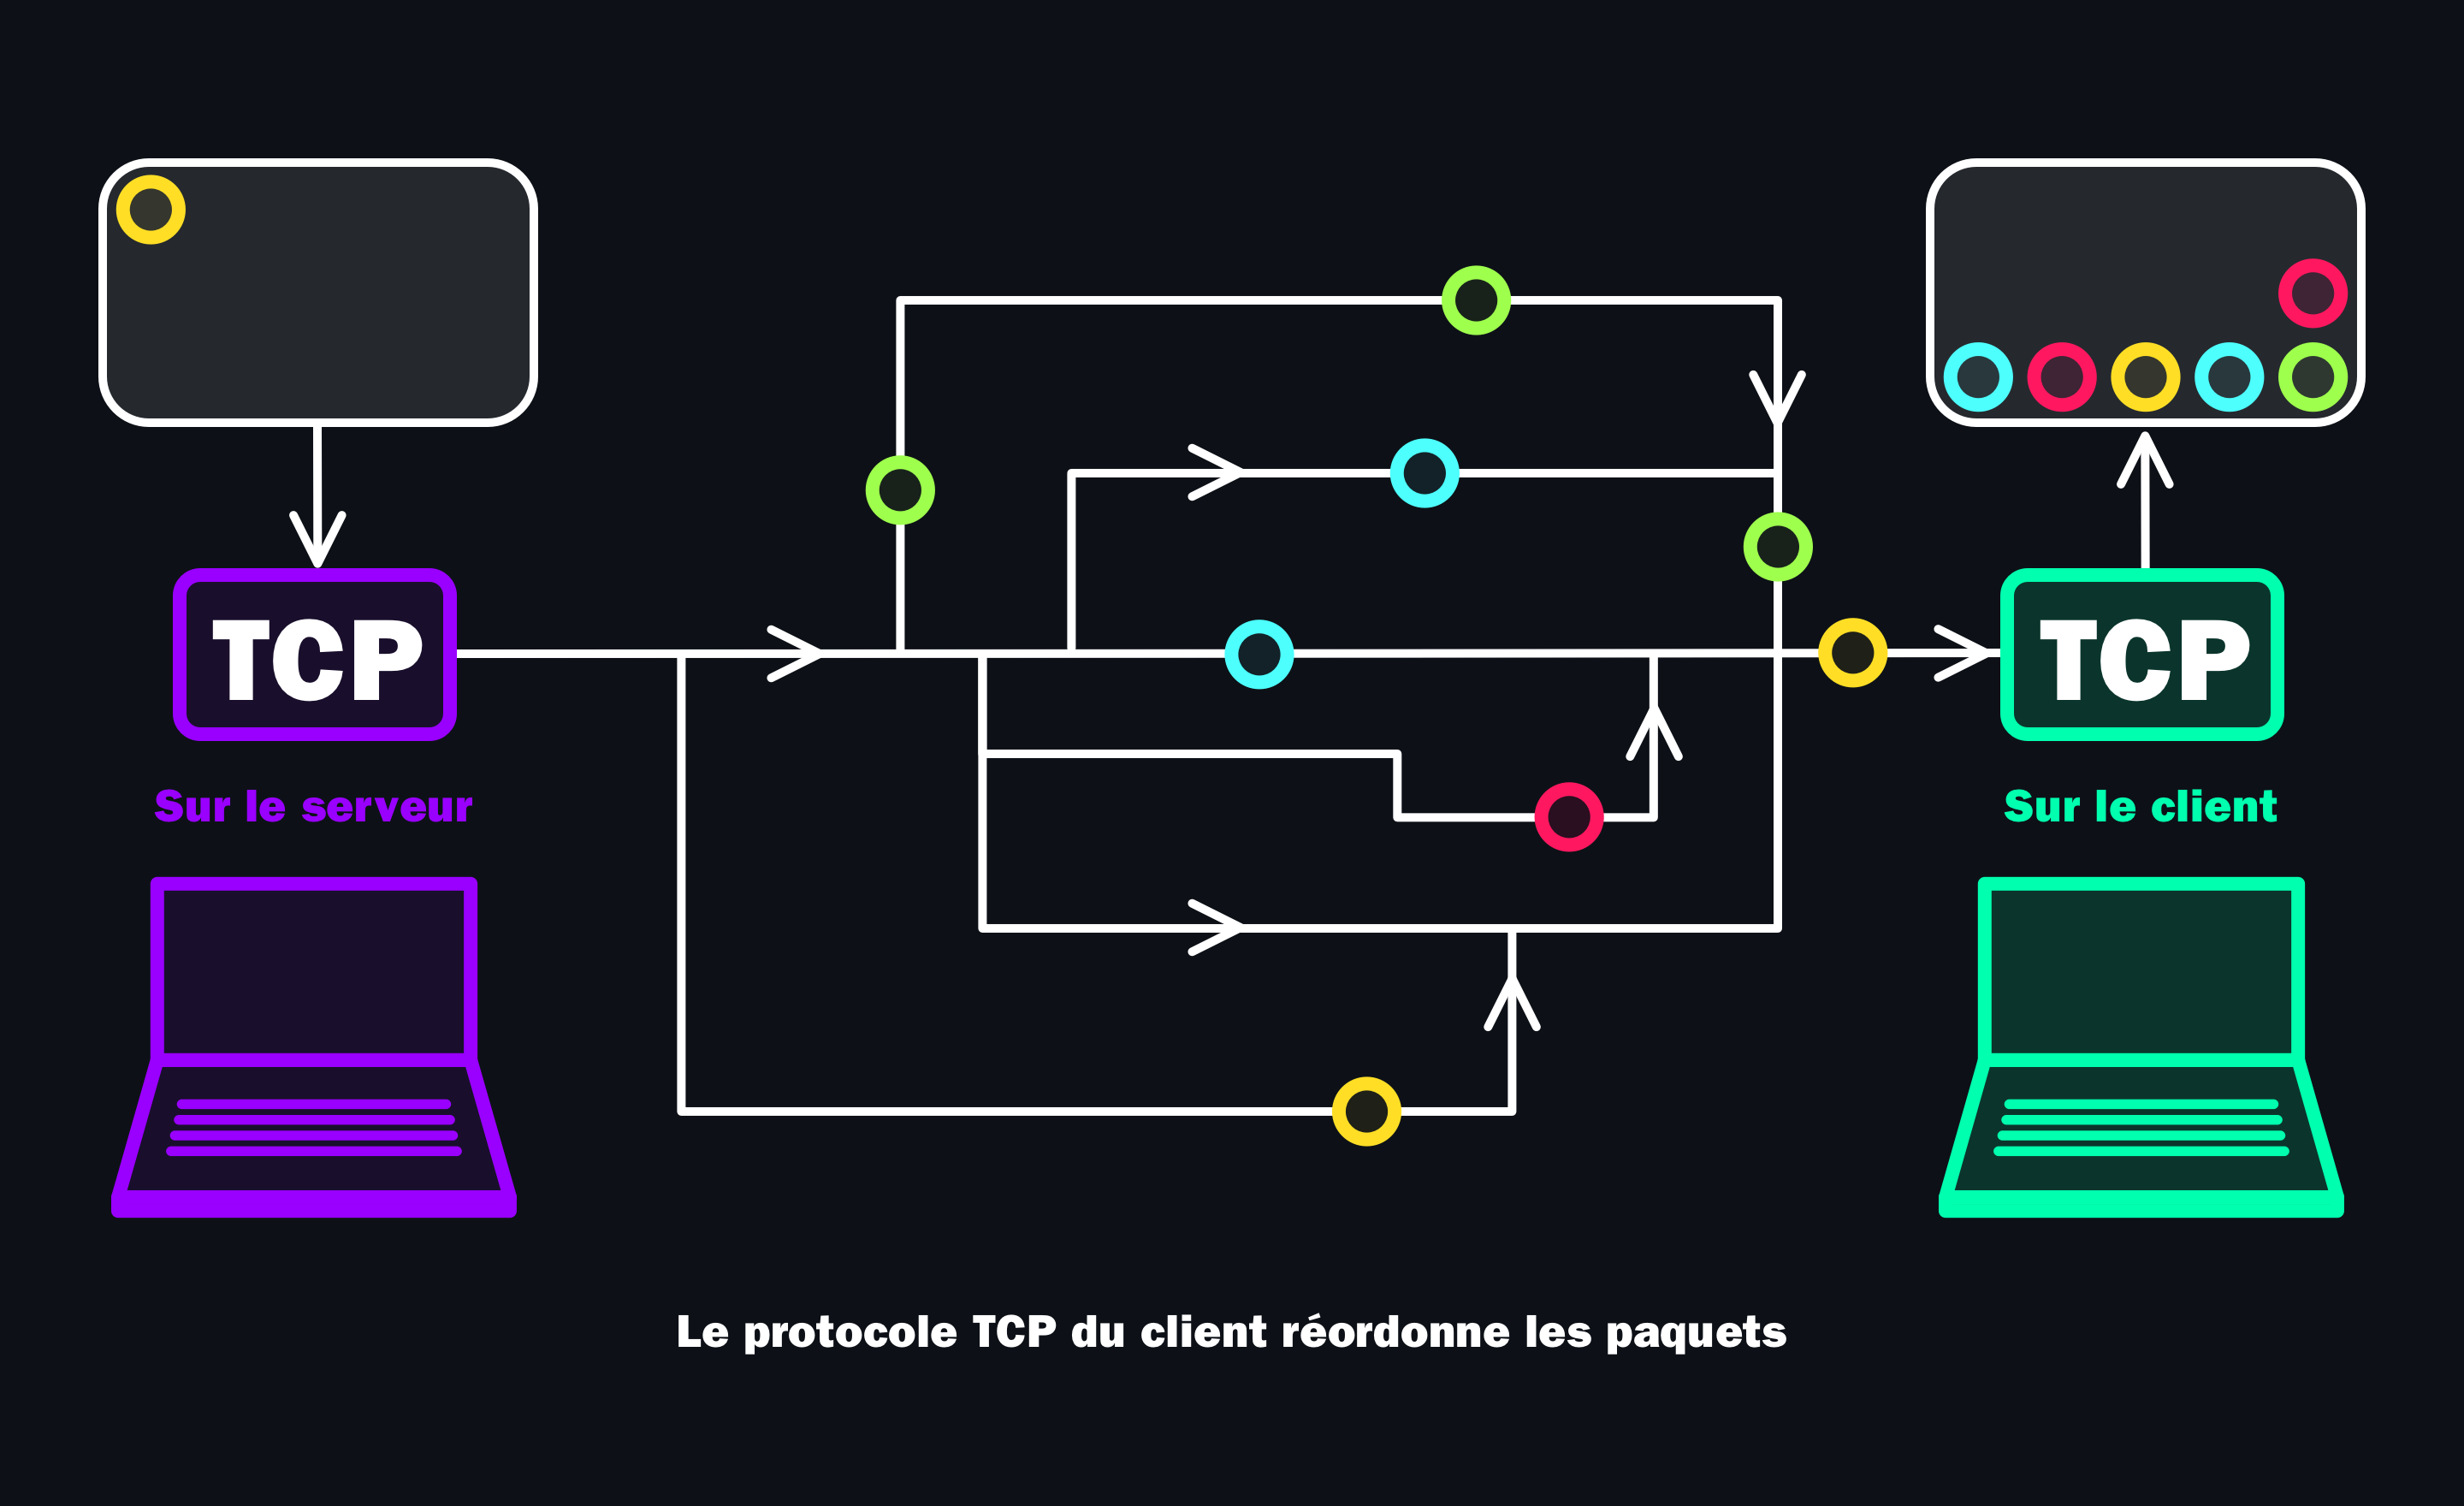 TCP
TCP
Sur le serveur
Sur le client
Le protocole TCP du client réordonne les paquets